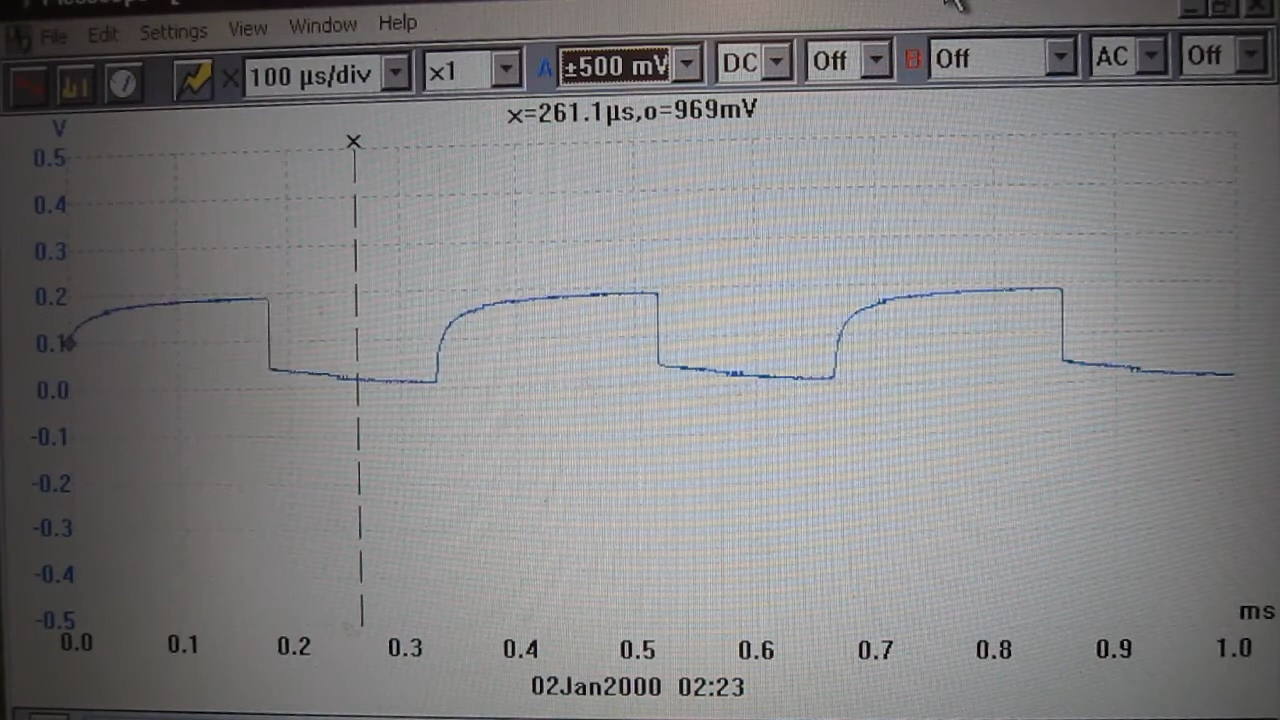 File Edit Settings View Window Help
100 µs/div x1 A ±500 mV DC Off B Off AC Off
x=261.1µs,o=969mV
V
x
0.5
0.4
0.3
0.2
0.1
0.0
-0.1
-0.2
-0.3
-0.4
-0.5
ms
0.0 0.1 0.2 0.3 0.4 0.5 0.6 0.7 0.8 0.9 1.0
02Jan2000 02:23